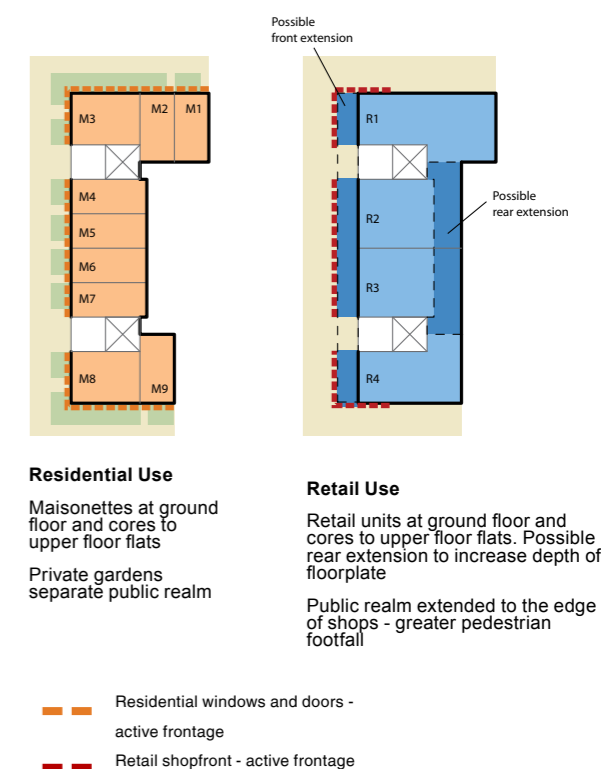 Possible
front extension
M3
M2
M1
M4
M5
M6
M7
M8
M9
R1
Possible
rear extension
R2
R3
R4
Residential Use
Maisonettes at ground
floor and cores to
upper floor flats
Private gardens
separate public realm
Retail Use
Retail units at ground floor and
cores to upper floor flats. Possible
rear extension to increase depth of
floorplate
Public realm extended to the edge
of shops - greater pedestrian
footfall
Residential windows and doors -
active frontage
Retail shopfront - active frontage